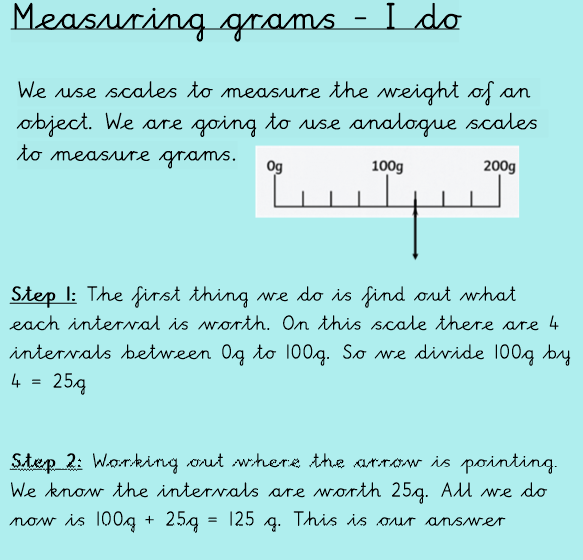 Measuring grams - I do
We use scales to measure the weight of an
object. We are going to use analogue scales
to measure grams.
0g 100g 200g
Step 1: The first thing we do is find out what
each interval is worth. On this scale there are 4
intervals between 0g to 100g. So we divide 100g by
4 = 25g
Step 2: Working out where the arrow is pointing.
We know the intervals are worth 25g. All we do
now is 100g + 25g = 125 g. This is our answer